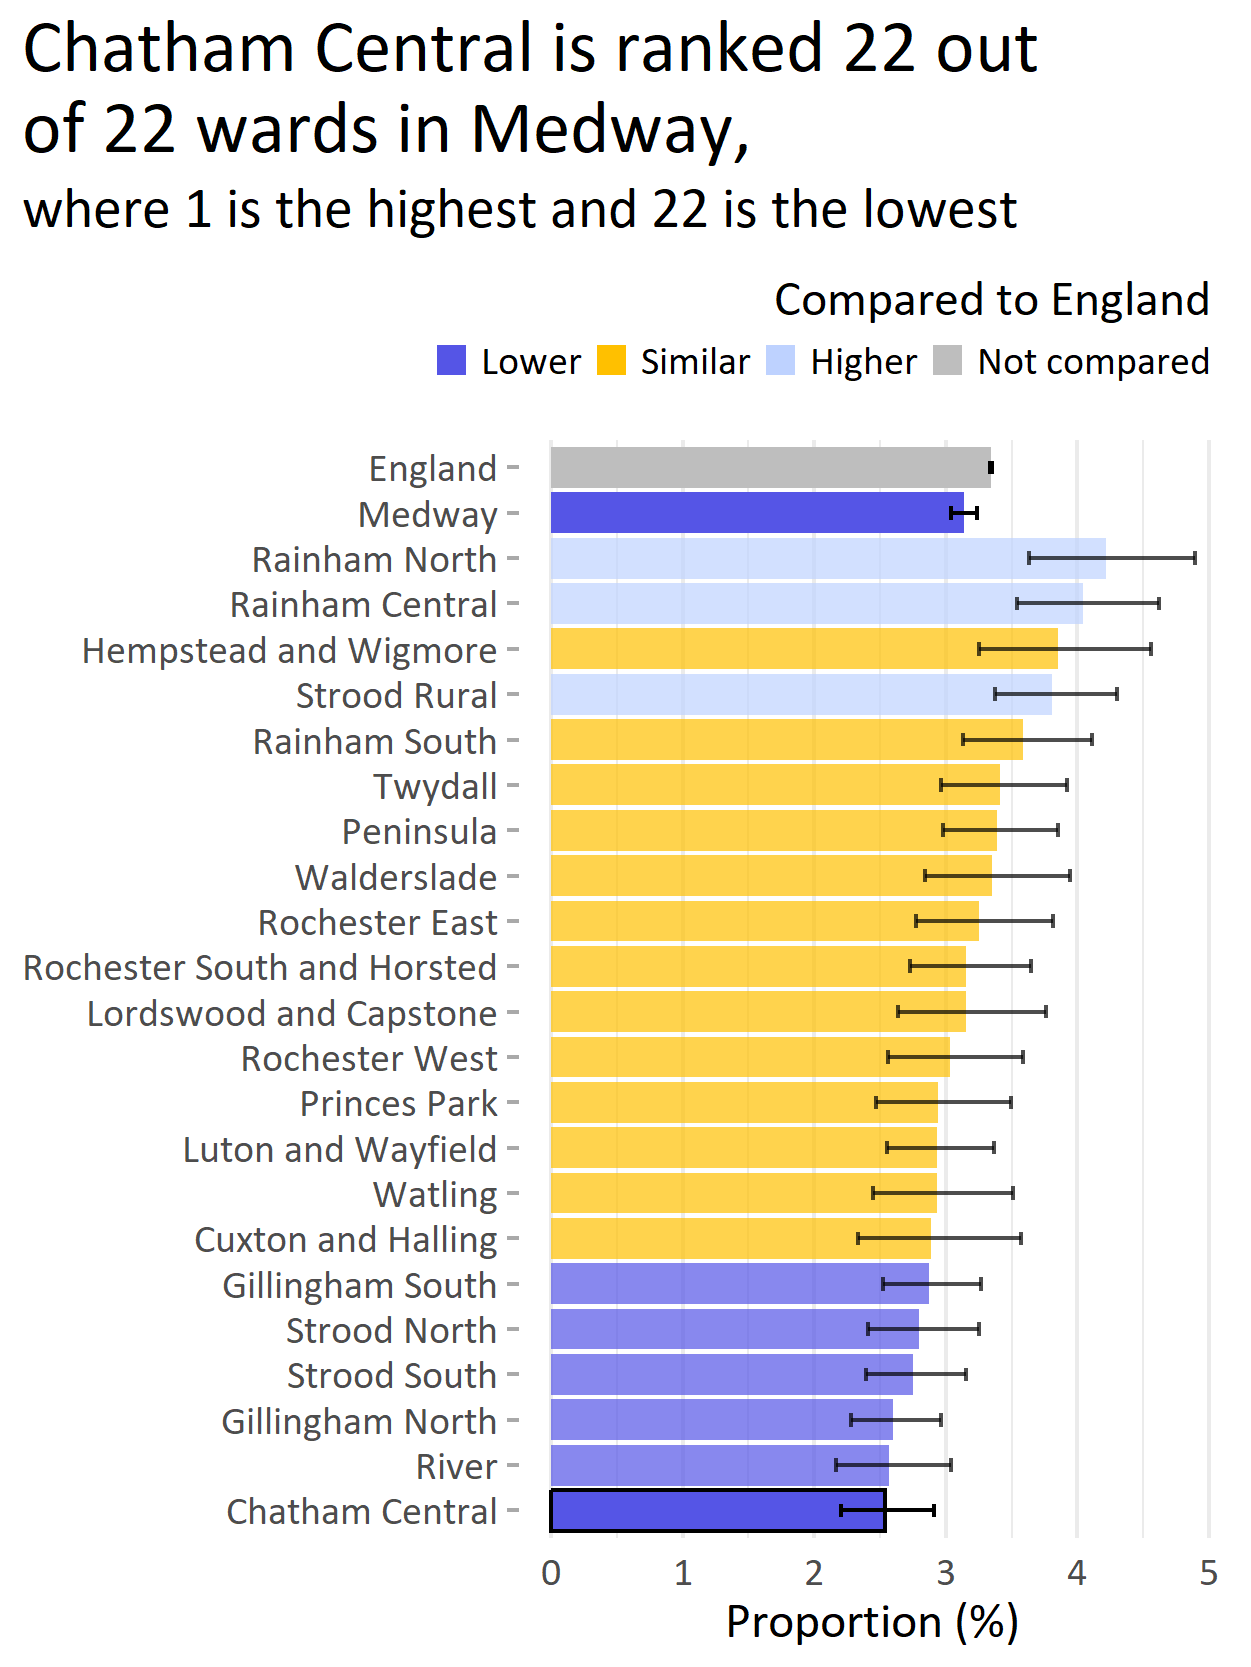 Chatham Central is ranked 22 out
of 22 wards in Medway,
where 1 is the highest and 22 is the lowest
Compared to England
Lower Similar Higher Not compared
England
Medway
Rainham North
Rainham Central
Hempstead and Wigmore
Strood Rural
Rainham South
Twydall
Peninsula
Walderslade
Rochester East
Rochester South and Horsted
Lordswood and Capstone
Rochester West
Princes Park
Luton and Wayfield
Watling
Cuxton and Halling
Gillingham South
Strood North
Strood South
Gillingham North
River
Chatham Central
0 1 2 3 4 5
Proportion (%)